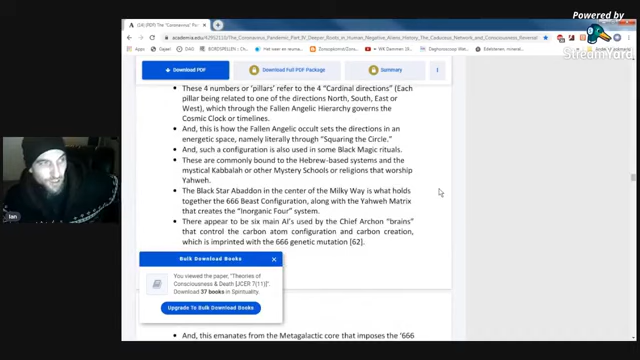 Powered by
StreamYard
(24) (PDF) The "Coronavirus" Pa
academia.edu/42952110/The_Coronavirus_Pandemic_Part_IV_Deeper_Roots_in_Human_Negative_Aliens_History_The_Caduceus_Network_and_Consciousness_Reversal
Download PDF
Download Full PDF Package
Summary
These 4 numbers or 'pillars' refer to the 4 "Cardinal directions" (Each
pillar being related to one of the directions North, South, East or
West), which through the Fallen Angelic Hierarchy governs the
Cosmic Clock or timelines.
And, this is how the Fallen Angelic occult sets the directions in an
energetic space, namely literally through "Squaring the Circle."
And, such a configuration is also used in some Black Magic rituals.
These are commonly bound to the Hebrew-based systems and the
mystical Kabbalah or other Mystery Schools or religions that worship
Yahweh.
The Black Star Abaddon in the center of the Milky Way is what holds
together the 666 Beast Configuration, along with the Yahweh Matrix
that creates the "Inorganic Four" system.
There appear to be six main AI's used by the Chief Archon "brains"
that control the carbon atom configuration and carbon creation,
which is imprinted with the 666 genetic mutation [62].
Ian
Bulk Download Books
You viewed the paper, "Theories of
Consciousness & Death [JCER 7(11)]".
Download 37 books in Spirituality.
Upgrade To Bulk Download Books
And, this emanates from the Metagalactic core that imposes the '666